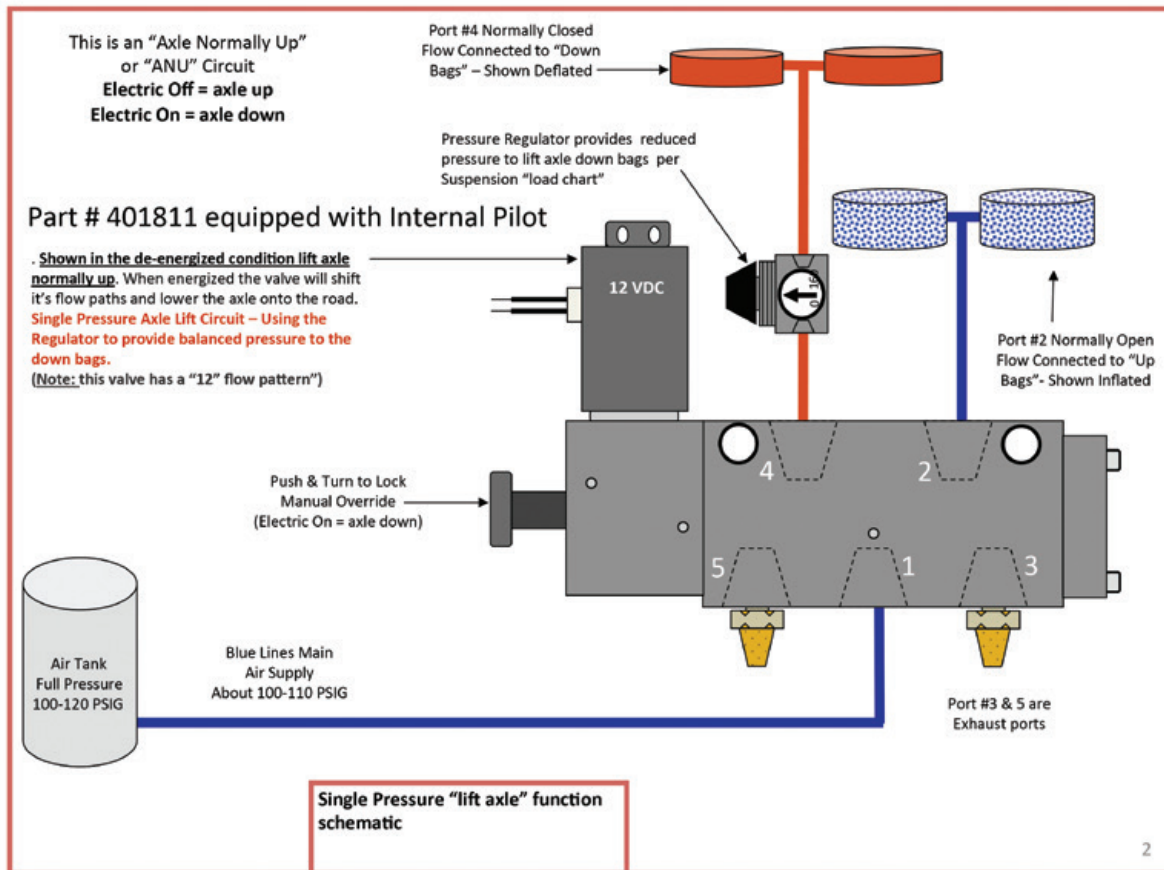 This is an “Axle Normally Up”
or “ANU” Circuit
Electric Off = axle up
Electric On = axle down
Port #4 Normally Closed
Flow Connected to “Down
Bags” – Shown Deflated
Pressure Regulator provides reduced
pressure to lift axle down bags per
Suspension “load chart”
Part # 401811 equipped with Internal Pilot
. Shown in the de-energized condition lift axle
normally up. When energized the valve will shift
it’s flow paths and lower the axle onto the road.
Single Pressure Axle Lift Circuit – Using the
Regulator to provide balanced pressure to the
down bags.
(Note: this valve has a “12” flow pattern”)
12 VDC
0 160
Port #2 Normally Open
Flow Connected to “Up
Bags”- Shown Inflated
4
2
Push & Turn to Lock
Manual Override
(Electric On = axle down)
5
1
3
Air Tank
Full Pressure
100-120 PSIG
Blue Lines Main
Air Supply
About 100-110 PSIG
Port #3 & 5 are
Exhaust ports
Single Pressure “lift axle” function
schematic
2